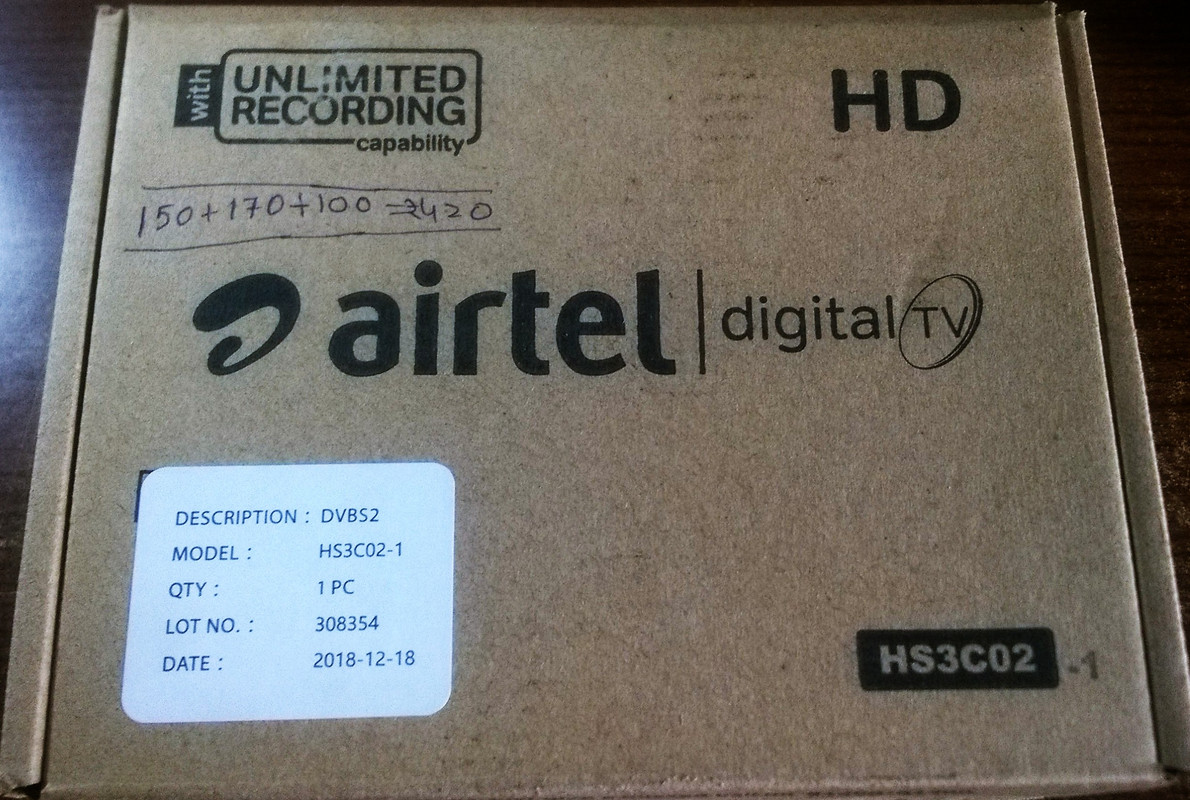 with UNLIMITED
RECORDING
capability
HD
150+170+100 = ₹420
airtel digital TV
DESCRIPTION : DVBS2
MODEL : HS3C02-1
QTY : 1 PC
LOT NO. : 308354
DATE : 2018-12-18
HS3C02 -1